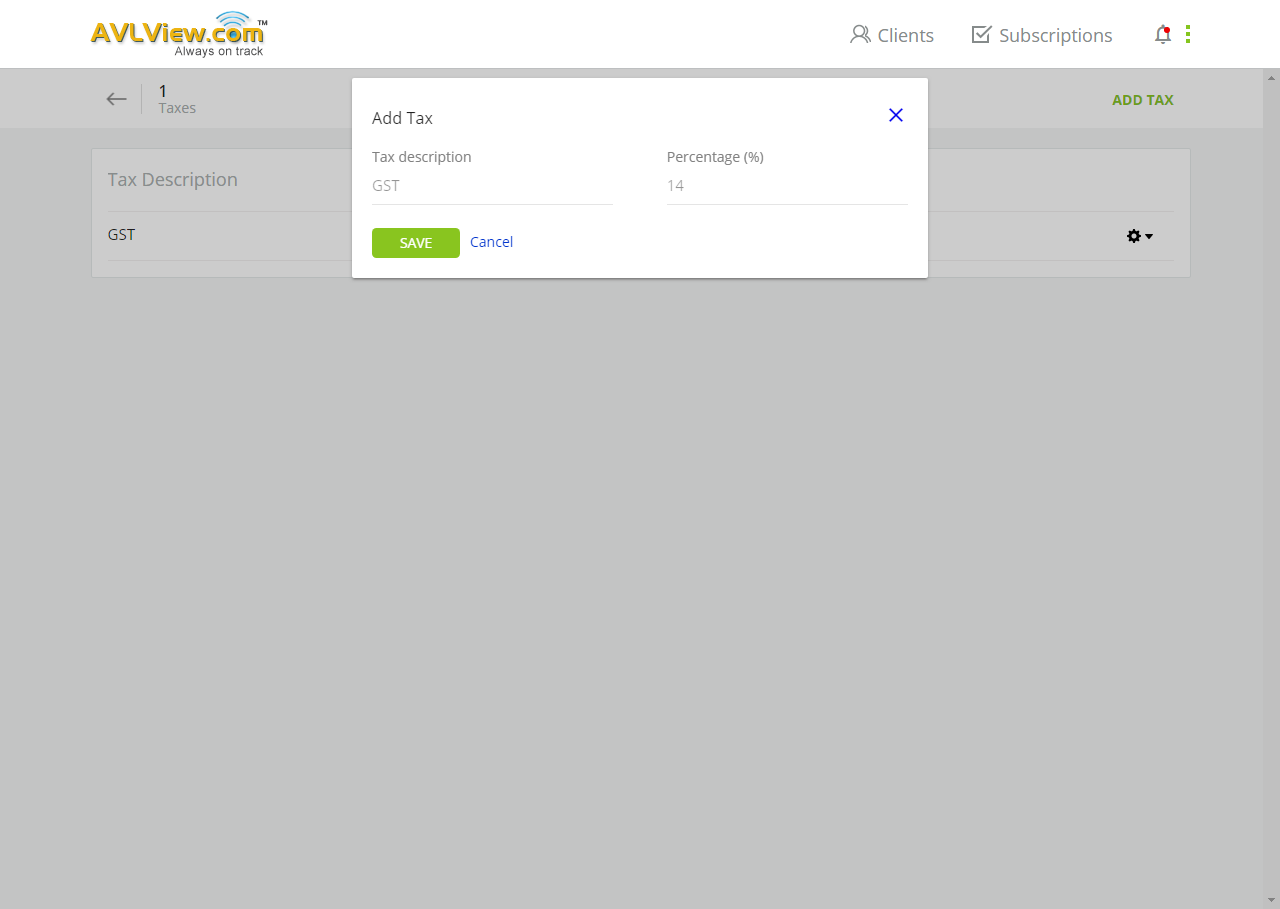 AVLView.com™
Always on track
Clients
Subscriptions
1
Taxes
ADD TAX
Add Tax
Tax description
Percentage (%)
GST
14
SAVE
Cancel
Tax Description
GST